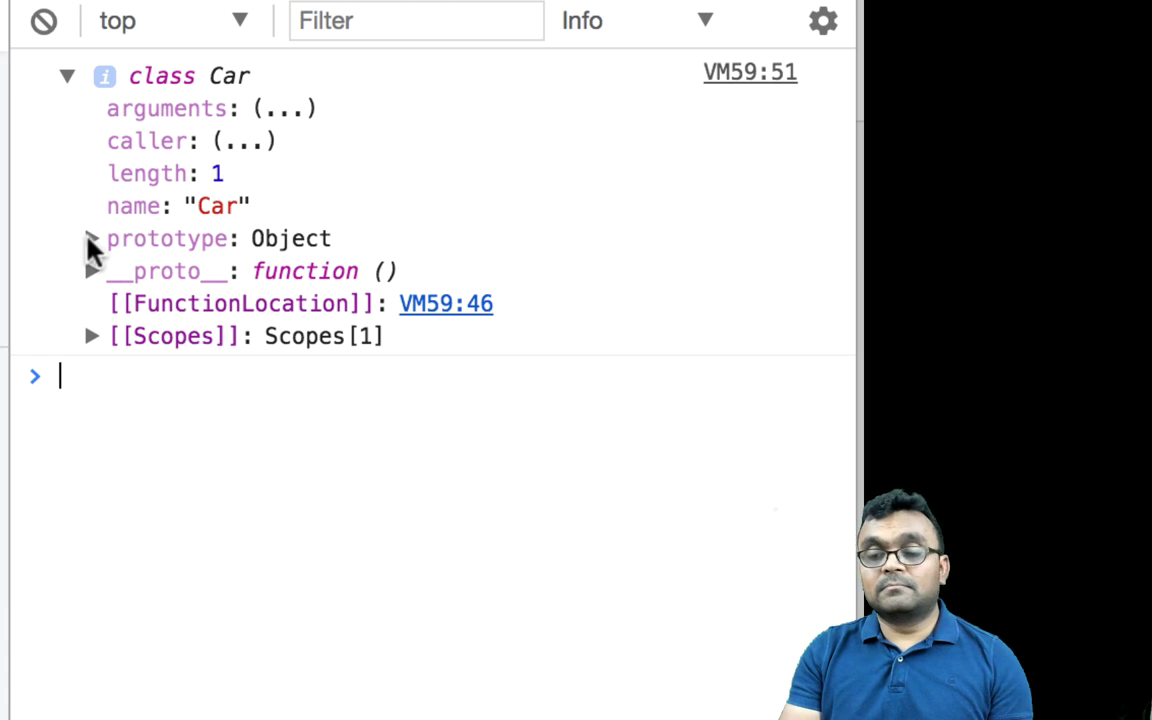 top Filter Info
class Car VM59:51
arguments: (...)
caller: (...)
length: 1
name: "Car"
prototype: Object
__proto__: function ()
[[FunctionLocation]]: VM59:46
[[Scopes]]: Scopes[1]